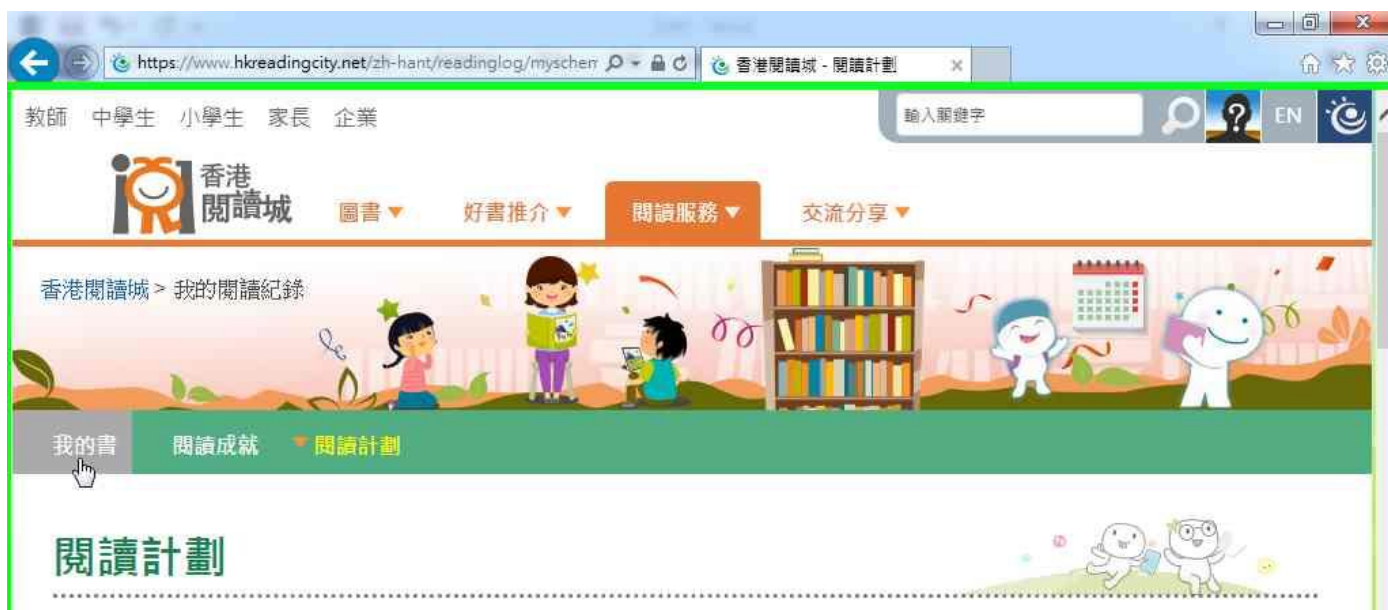 https://www.hkreadingcity.net/zh-hant/readinglog/myschem
香港閱讀城 - 閱讀計劃
教師 中學生 小學生 家長 企業
輸入關鍵字
EN
香港
閱讀城
圖書▼ 好書推介▼ 閱讀服務▼ 交流分享▼
香港閱讀城 > 我的閱讀紀錄
我的書 閱讀成就 閱讀計劃
閱讀計劃